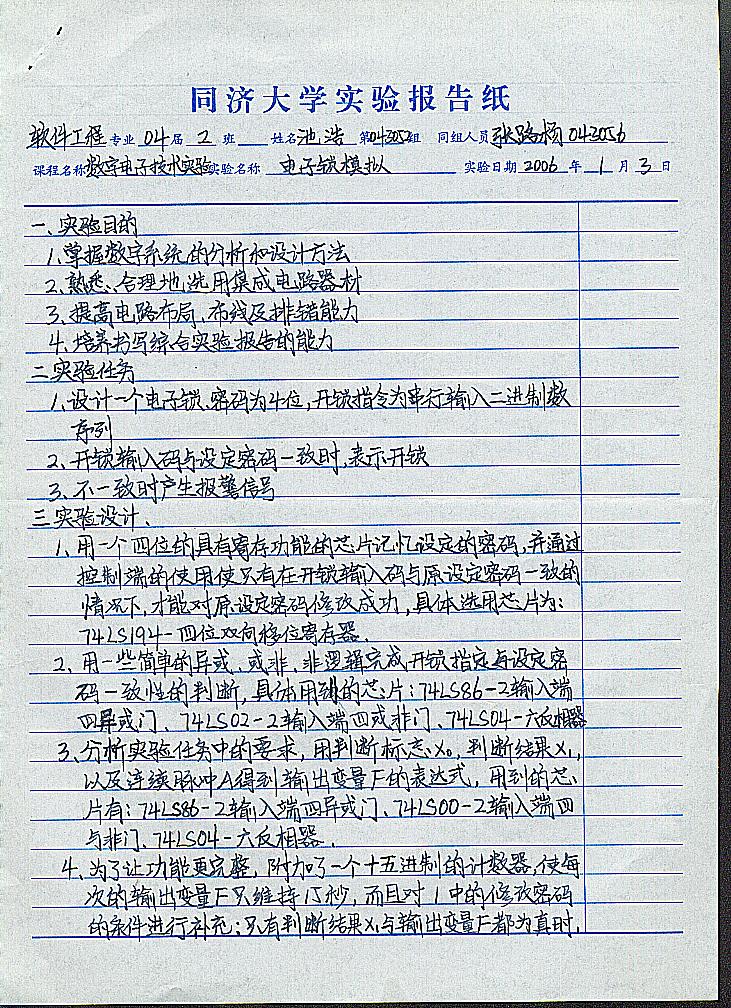 同济大学实验报告纸
软件工程专业 04届 2班 姓名池浩 第043052组 同组人员张路杨 043056
课程名称数字电子技术实验 实验名称 电子锁模拟 实验日期2006年1月3日
一、实验目的
1、掌握数字系统的分析和设计方法
2、熟悉、合理地选用集成电路器材
3、提高电路布局、布线及排错能力
4、培养书写综合实验报告的能力
二实验任务
1、设计一个电子锁、密码为4位,开锁指令为串行输入二进制数
序列
2、开锁输入码与设定密码一致时,表示开锁
3、不一致时产生报警信号
三实验设计、
1、用一个四位的具有寄存功能的芯片记忆设定的密码,并通过
控制端的使用使只有在开锁输入码与原设定密码一致的
情况下,才能对原设定密码修改成功,具体选用芯片为:
74LS194-四位双向移位寄存器.
2、用一些简单的异或、或非、非逻辑完成开锁指定与设定密
码一致性的判断,具体用到的芯片:74LS86-2输入端
四异或门、74LS02-2输入端四或非门、74LS04-六反相器
3、分析实验任务中的要求,用判断标志X₀,判断结果X₁,
以及连续脉冲A得到输出变量F的表达式,用到的芯
片有:74LS86-2输入端四异或门、74LS00-2输入端四
与非门、74LS04-六反相器.
4、为了让功能更完整,附加了一个十五进制的计数器,使每
次的输出变量F只维持15秒,而且对1中的修改密码
的条件进行补充:只有判断结果X₁与输出变量F都为真时,